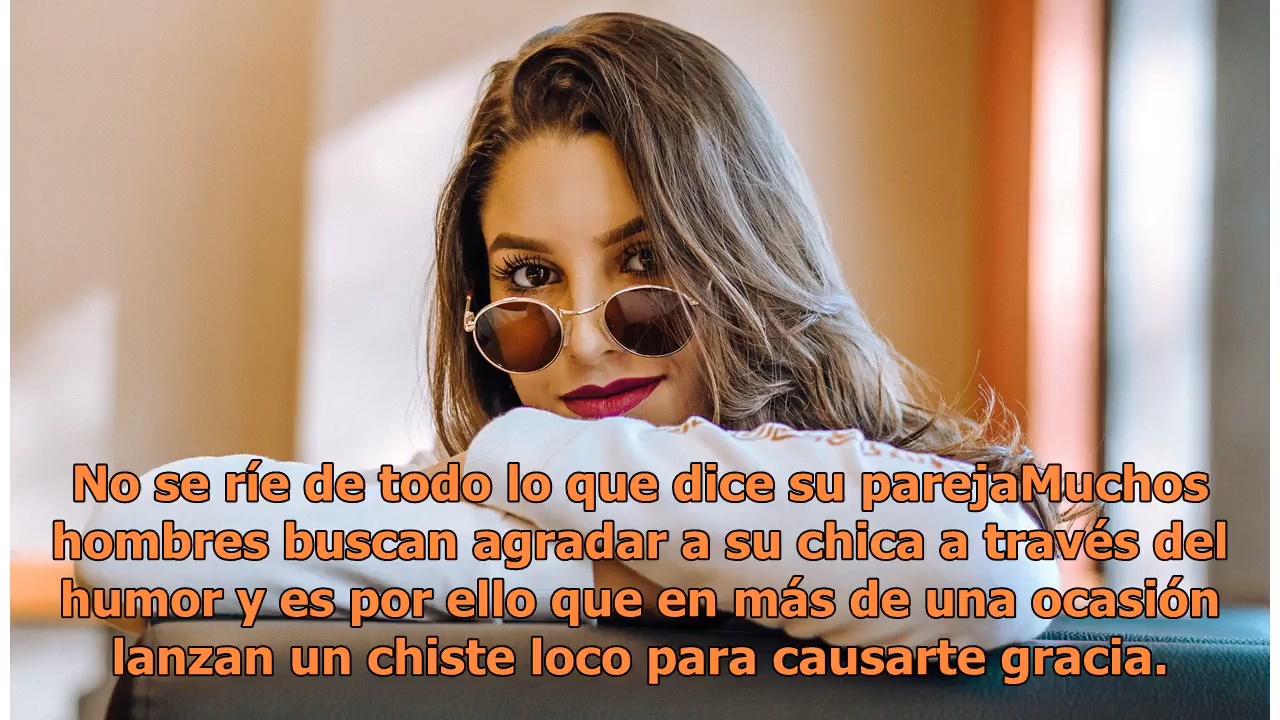 No se ríe de todo lo que dice su parejaMuchos
hombres buscan agradar a su chica a través del
humor y es por ello que en más de una ocasión
lanzan un chiste loco para causarte gracia.